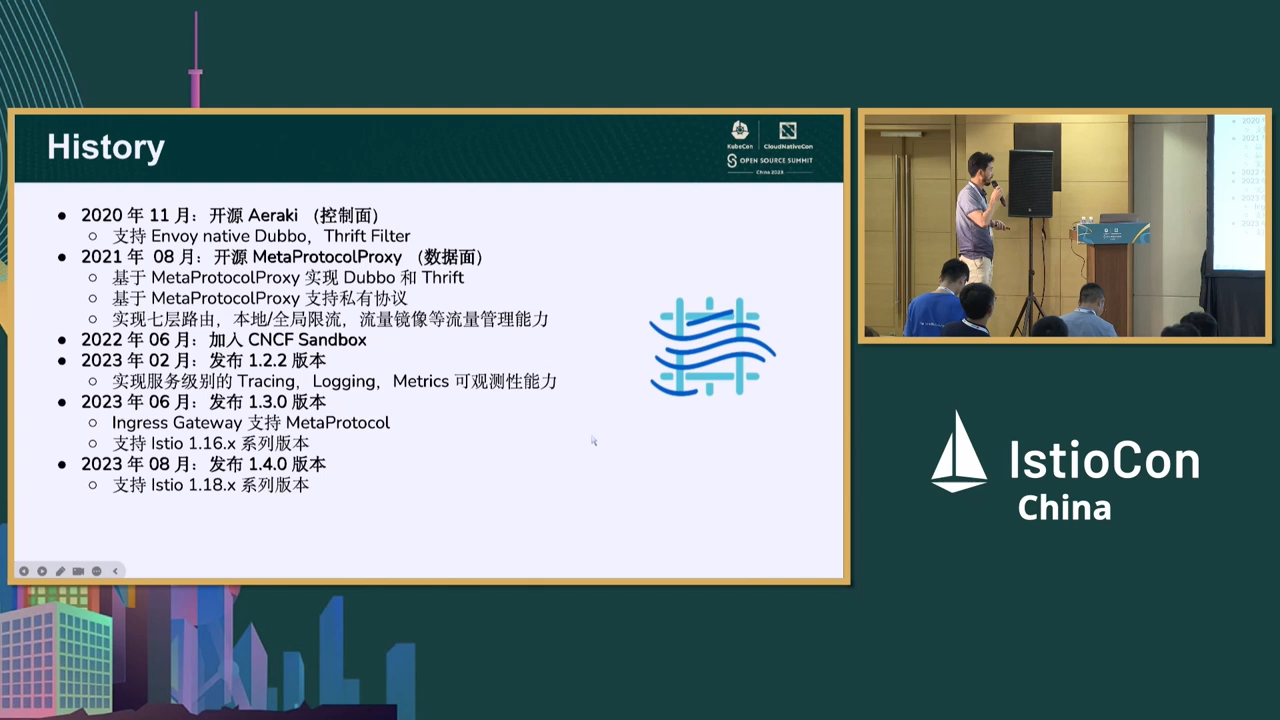 History
KubeCon
CloudNativeCon
OPEN SOURCE SUMMIT
China 2023
● 2020 年 11 月：开源 Aeraki （控制面）
○ 支持 Envoy native Dubbo，Thrift Filter
● 2021 年 08 月：开源 MetaProtocolProxy （数据面）
○ 基于 MetaProtocolProxy 实现 Dubbo 和 Thrift
○ 基于 MetaProtocolProxy 支持私有协议
○ 实现七层路由，本地/全局限流，流量镜像等流量管理能力
● 2022 年 06 月：加入 CNCF Sandbox
● 2023 年 02 月：发布 1.2.2 版本
○ 实现服务级别的 Tracing，Logging，Metrics 可观测性能力
● 2023 年 06 月：发布 1.3.0 版本
○ Ingress Gateway 支持 MetaProtocol
○ 支持 Istio 1.16.x 系列版本
● 2023 年 08 月：发布 1.4.0 版本
○ 支持 Istio 1.18.x 系列版本
IstioCon
China